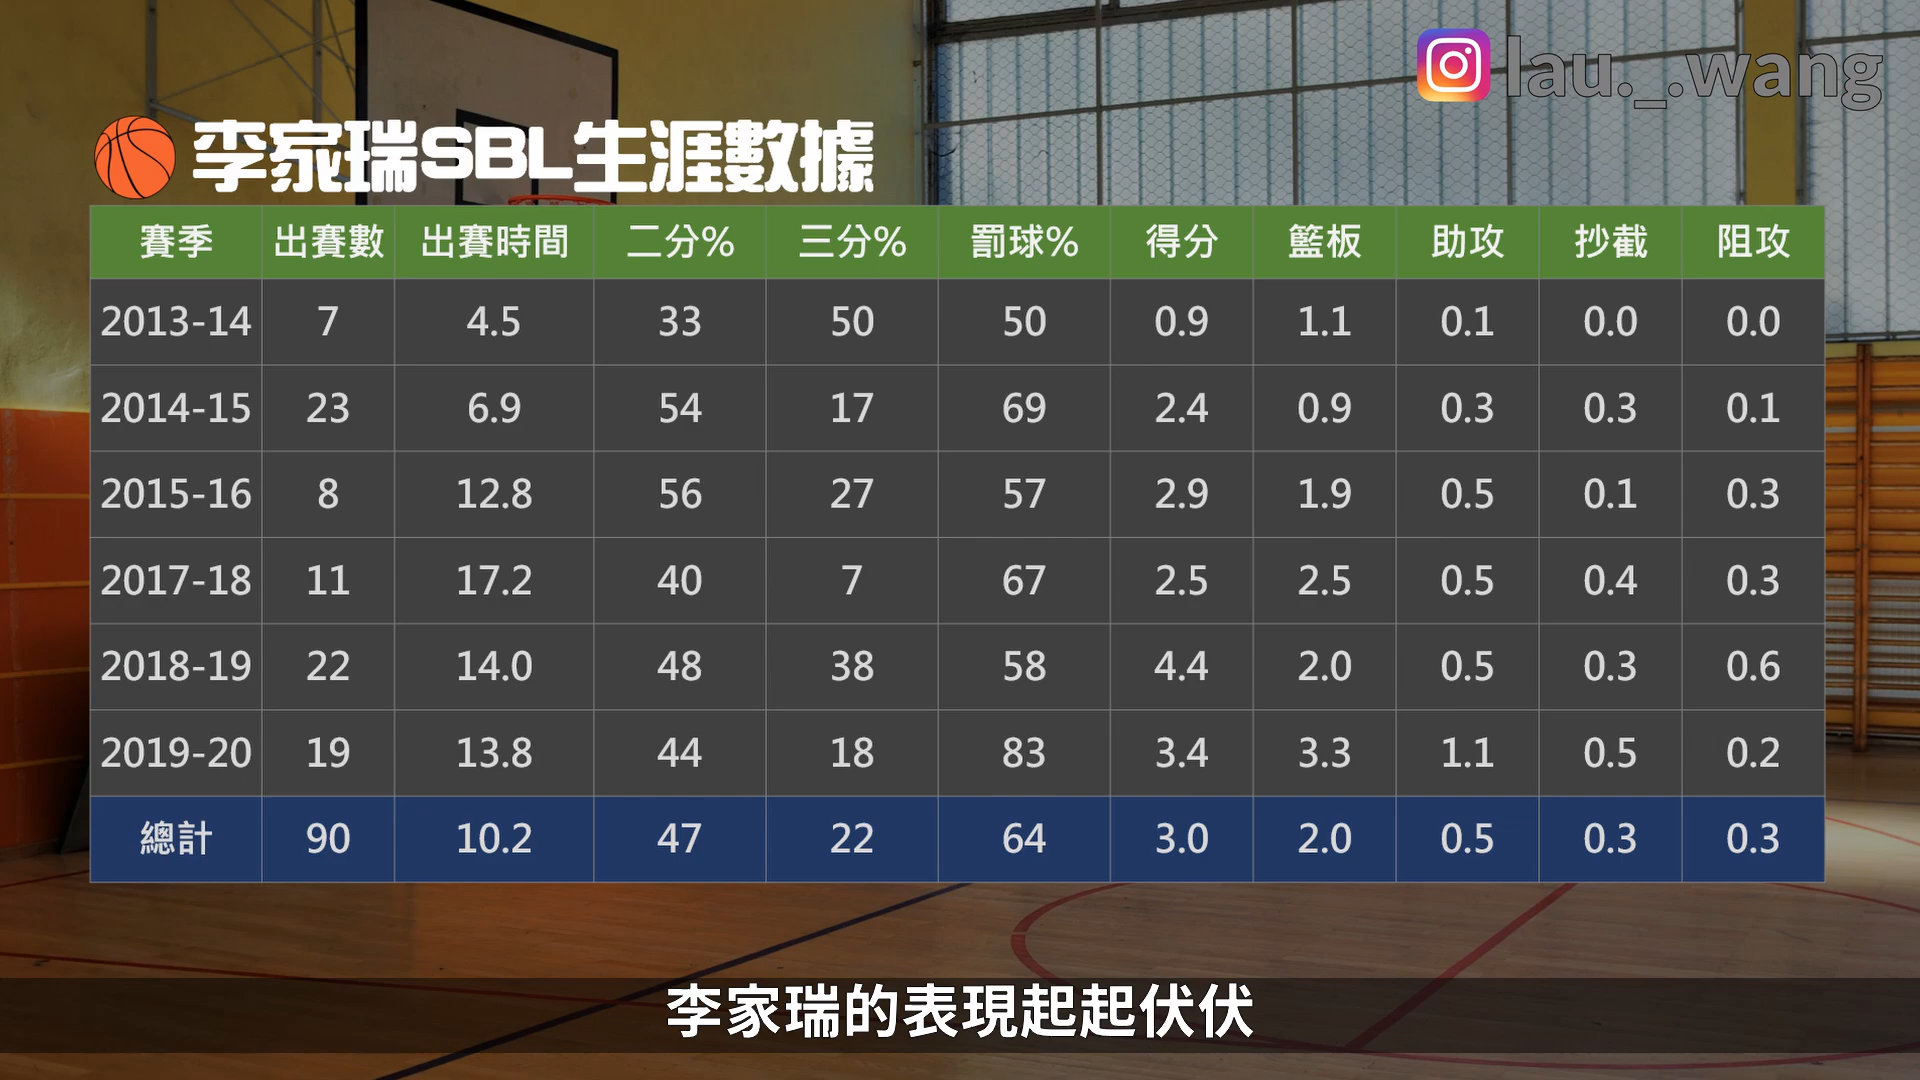 lau._.wang
李家瑞SBL生涯數據
賽季 出賽數 出賽時間 二分% 三分% 罰球% 得分 籃板 助攻 抄截 阻攻
2013-14 7 4.5 33 50 50 0.9 1.1 0.1 0.0 0.0
2014-15 23 6.9 54 17 69 2.4 0.9 0.3 0.3 0.1
2015-16 8 12.8 56 27 57 2.9 1.9 0.5 0.1 0.3
2017-18 11 17.2 40 7 67 2.5 2.5 0.5 0.4 0.3
2018-19 22 14.0 48 38 58 4.4 2.0 0.5 0.3 0.6
2019-20 19 13.8 44 18 83 3.4 3.3 1.1 0.5 0.2
總計 90 10.2 47 22 64 3.0 2.0 0.5 0.3 0.3
李家瑞的表現起起伏伏